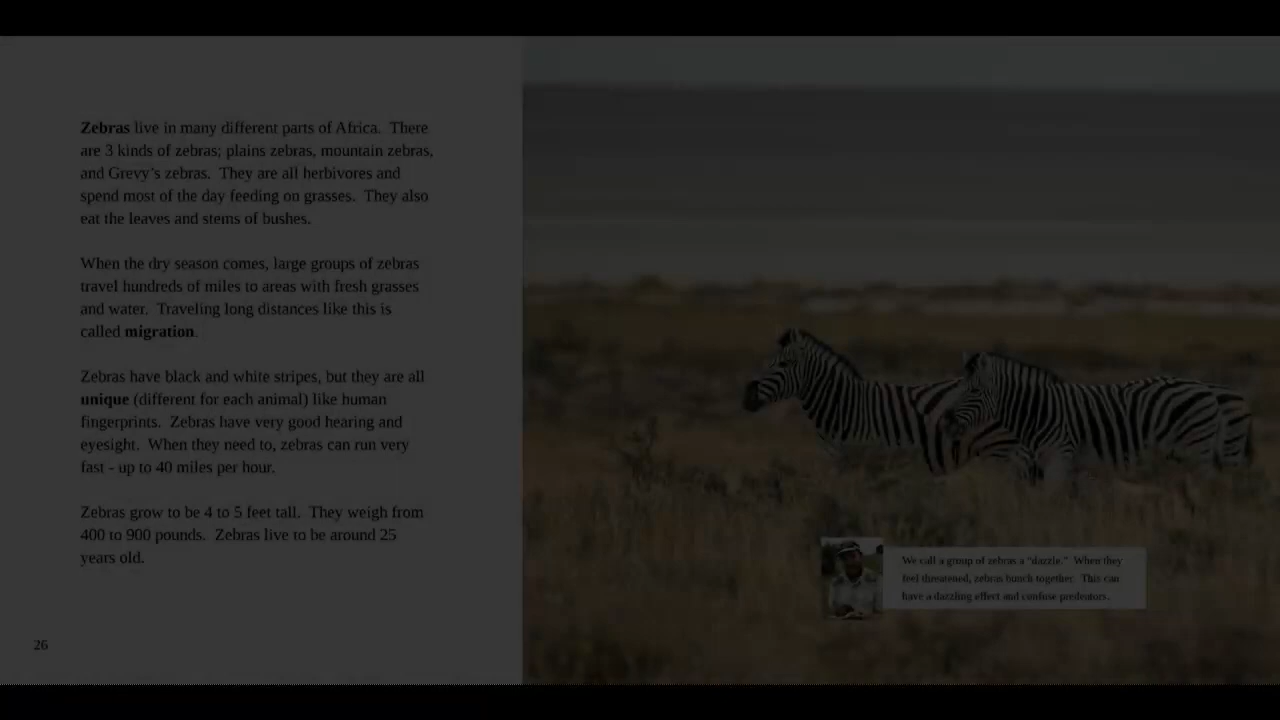 Zebras live in many different parts of Africa. There
are 3 kinds of zebras; plains zebras, mountain zebras,
and Grevy's zebras. They are all herbivores and
spend most of the day feeding on grasses. They also
eat the leaves and stems of bushes.
When the dry season comes, large groups of zebras
travel hundreds of miles to areas with fresh grasses
and water. Traveling long distances like this is
called migration.
Zebras have black and white stripes, but they are all
unique (different for each animal) like human
fingerprints. Zebras have very good hearing and
eyesight. When they need to, zebras can run very
fast - up to 40 miles per hour.
Zebras grow to be 4 to 5 feet tall. They weigh from
400 to 900 pounds. Zebras live to be around 25
years old.
26
We call a group of zebras a "dazzle." When they
feel threatened, zebras bunch together. This can
have a dazzling effect and confuse predators.